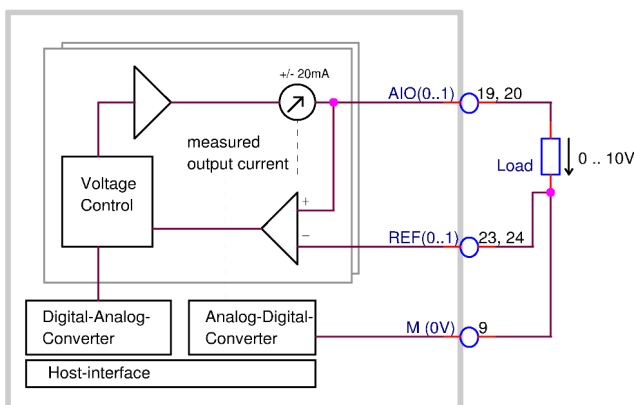 +/- 20mA
AIO(0..1)
19, 20
measured
output current
Load
0 .. 10V
Voltage
Control
+
–
REF(0..1)
23, 24
Digital-Analog-
Converter
Analog-Digital-
Converter
M (0V)
9
Host-interface